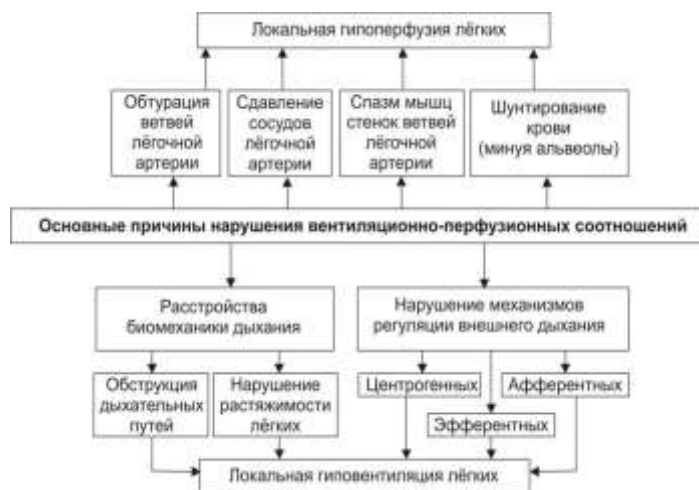 Локальная гипоперфузия лёгких
Обтурация
ветвей
лёгочной
артерии
Сдавление
сосудов
лёгочной
артерии
Спазм мышц
стенок ветвей
лёгочной
артерии
Шунтирование
крови
(минуя альвеолы)
Основные причины нарушения вентиляционно-перфузионных соотношений
Расстройства
биомеханики дыхания
Нарушение механизмов
регуляции внешнего дыхания
Обструкция
дыхательных
путей
Нарушение
растяжимости
лёгких
Центрогенных
Эфферентных
Афферентных
Локальная гиповентиляция лёгких